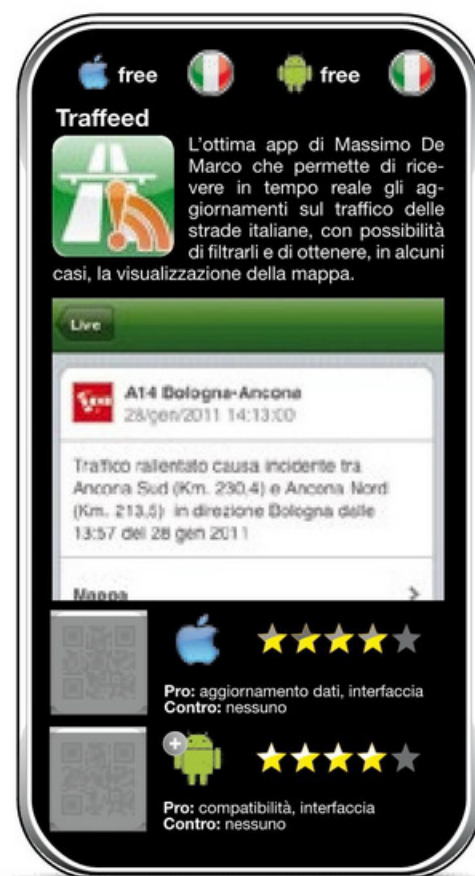 free free
Traffeed
L'ottima app di Massimo De
Marco che permette di rice-
vere in tempo reale gli ag-
giornamenti sul traffico delle
strade italiane, con possibilità
di filtrarli e di ottenere, in alcuni
casi, la visualizzazione della mappa.
Live
A14 Bologna-Ancona
28/gen/2011 14:13:00
Traffico rallentato causa incidente tra
Ancona Sud (Km. 230,4) e Ancona Nord
(Km. 213,5) in direzione Bologna dalle
13:57 del 28 gen 2011
Mappa
Pro: aggiornamento dati, interfaccia
Contro: nessuno
Pro: compatibilità, interfaccia
Contro: nessuno